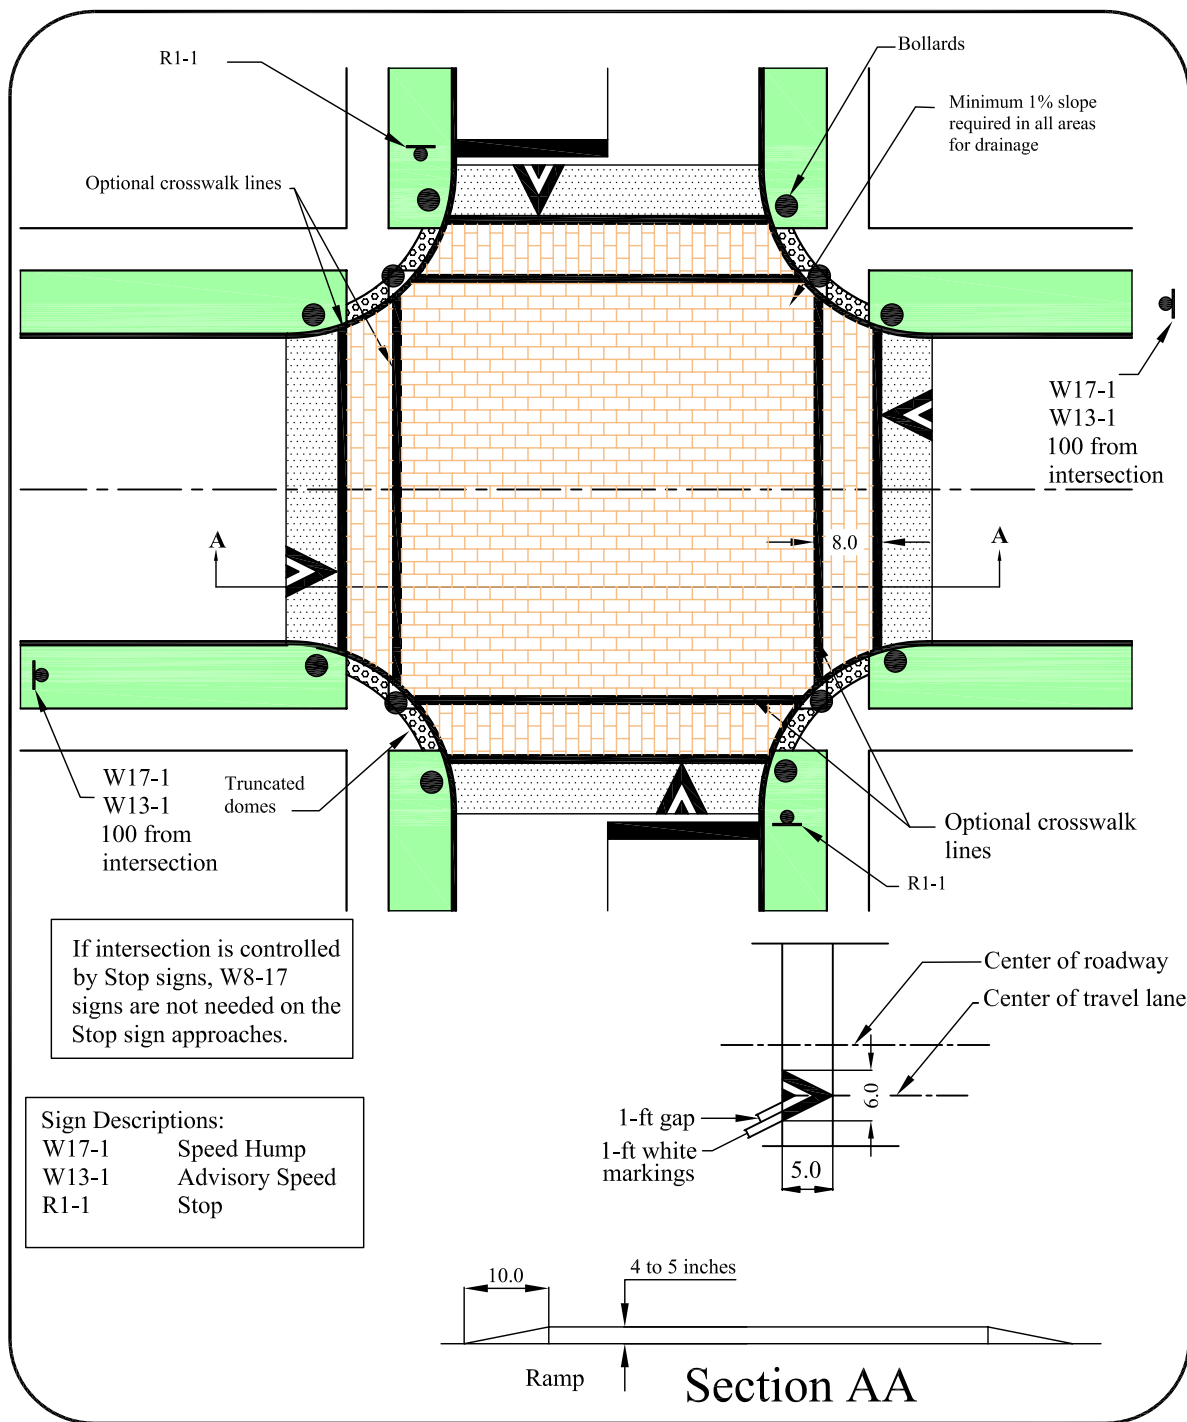 R1-1
Bollards
Minimum 1% slope
required in all areas
for drainage
Optional crosswalk lines
W17-1
W13-1
100 from
intersection
A
A
8.0
W17-1
W13-1
100 from
intersection
Truncated
domes
Optional crosswalk
lines
R1-1
If intersection is controlled
by Stop signs, W8-17
signs are not needed on the
Stop sign approaches.
Center of roadway
Center of travel lane
6.0
1-ft gap
1-ft white
markings
5.0
Sign Descriptions:
W17-1 Speed Hump
W13-1 Advisory Speed
R1-1 Stop
10.0
4 to 5 inches
Ramp
Section AA